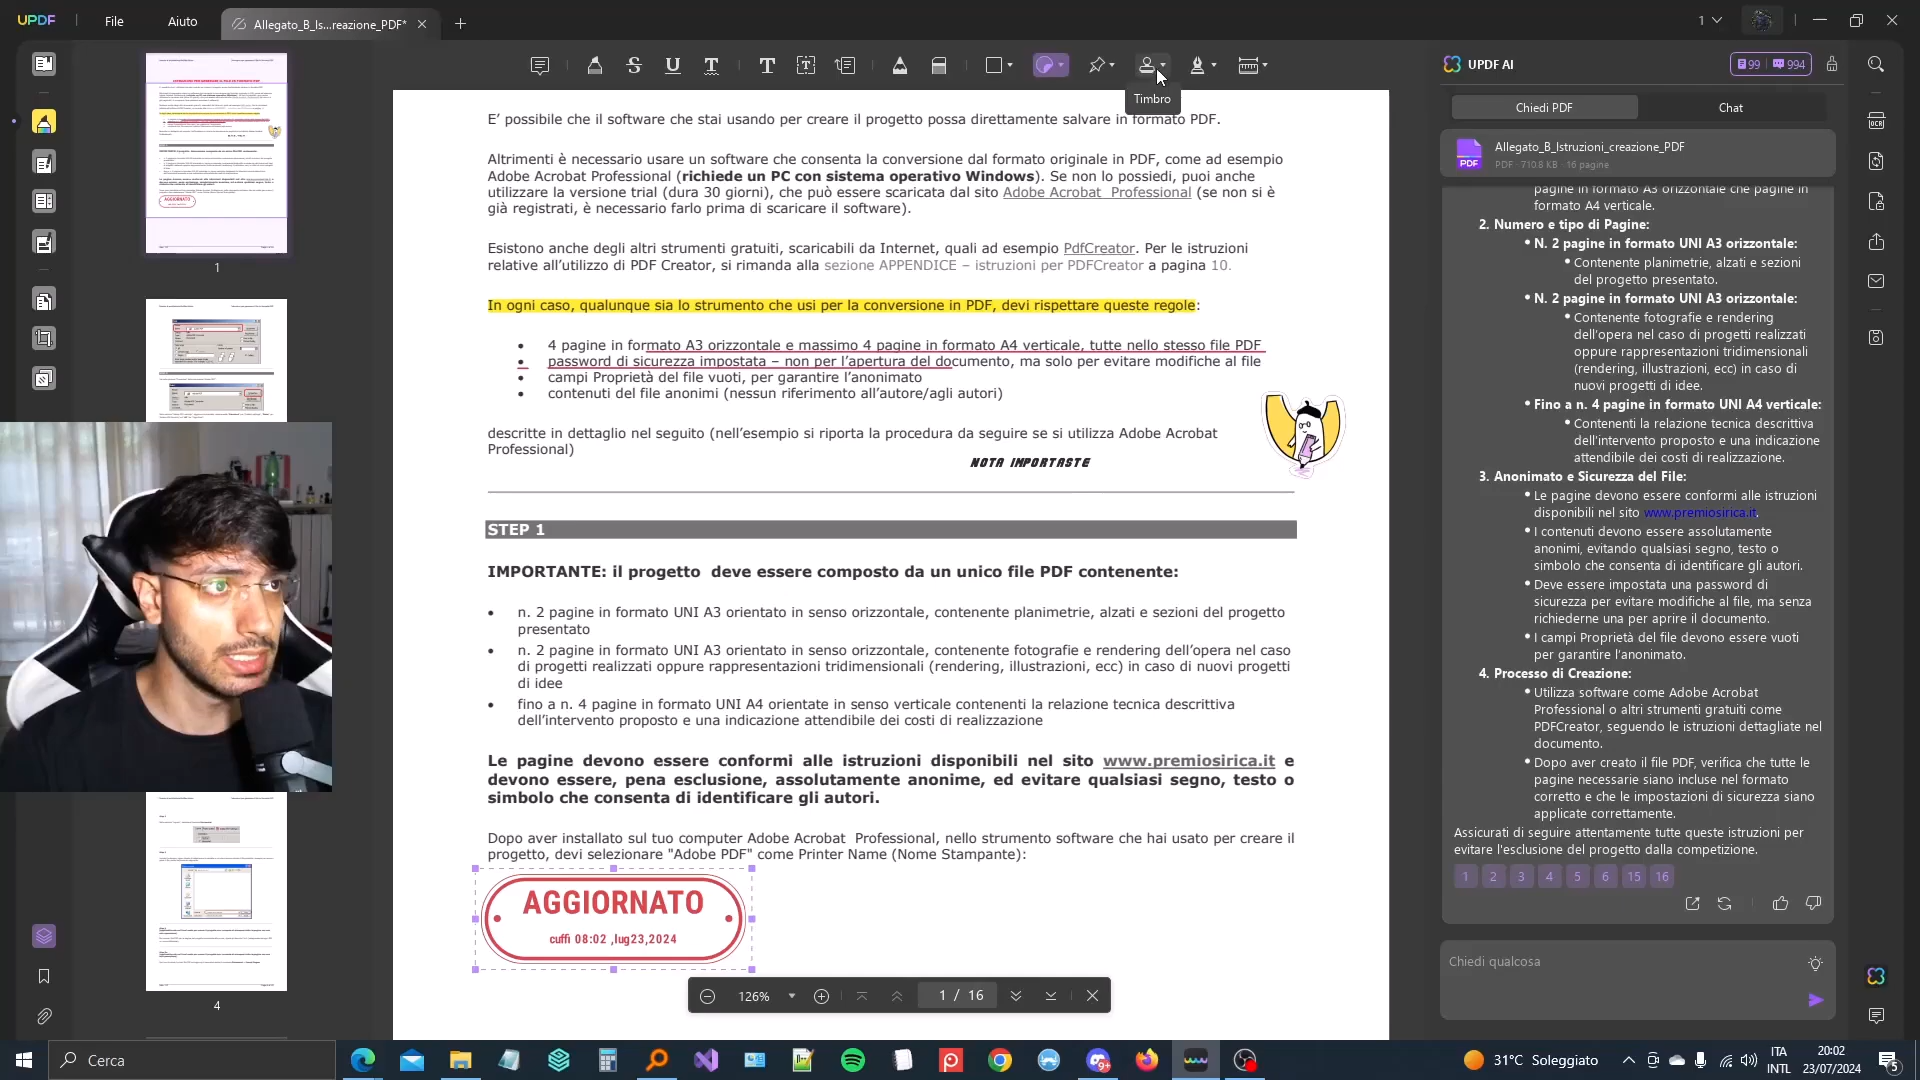 UPDF
File
Aiuto
Allegato_B_Is...reazione_PDF*
1
Timbro
E' possibile che il software che stai usando per creare il progetto possa direttamente salvare in formato PDF.
Altrimenti è necessario usare un software che consenta la conversione dal formato originale in PDF, come ad esempio
Adobe Acrobat Professional (richiede un PC con sistema operativo Windows). Se non lo possiedi, puoi anche
utilizzare la versione trial (dura 30 giorni), che può essere scaricata dal sito Adobe Acrobat Professional (se non si è
già registrati, è necessario farlo prima di scaricare il software).
Esistono anche degli altri strumenti gratuiti, scaricabili da Internet, quali ad esempio PdfCreator. Per le istruzioni
relative all'utilizzo di PDF Creator, si rimanda alla sezione APPENDICE – istruzioni per PDFCreator a pagina 10.
In ogni caso, qualunque sia lo strumento che usi per la conversione in PDF, devi rispettare queste regole:
• 4 pagine in formato A3 orizzontale e massimo 4 pagine in formato A4 verticale, tutte nello stesso file PDF
• password di sicurezza impostata – non per l'apertura del documento, ma solo per evitare modifiche al file
• campi Proprietà del file vuoti, per garantire l'anonimato
• contenuti del file anonimi (nessun riferimento all'autore/agli autori)
descritte in dettaglio nel seguito (nell'esempio si riporta la procedura da seguire se si utilizza Adobe Acrobat
Professional)
NOTA IMPORTASTE
STEP 1
IMPORTANTE: il progetto deve essere composto da un unico file PDF contenente:
• n. 2 pagine in formato UNI A3 orientato in senso orizzontale, contenente planimetrie, alzati e sezioni del progetto
presentato
• n. 2 pagine in formato UNI A3 orientato in senso orizzontale, contenente fotografie e rendering dell'opera nel caso
di progetti realizzati oppure rappresentazioni tridimensionali (rendering, illustrazioni, ecc) in caso di nuovi progetti
di idee
• fino a n. 4 pagine in formato UNI A4 orientate in senso verticale contenenti la relazione tecnica descrittiva
dell'intervento proposto e una indicazione attendibile dei costi di realizzazione
Le pagine devono essere conformi alle istruzioni disponibili nel sito www.premiosirica.it e
devono essere, pena esclusione, assolutamente anonime, ed evitare qualsiasi segno, testo o
simbolo che consenta di identificare gli autori.
Dopo aver installato sul tuo computer Adobe Acrobat Professional, nello strumento software che hai usato per creare il
progetto, devi selezionare "Adobe PDF" come Printer Name (Nome Stampante):
AGGIORNATO
cuffi 08:02 ,lug23,2024
126%
1 / 16
1
4
UPDF AI
99
994
Chiedi PDF
Chat
Allegato_B_Istruzioni_creazione_PDF
PDF · 710.8 KB · 16 pagine
PDF
pagine in formato A3 orizzontale che pagine in
formato A4 verticale.
2. Numero e tipo di Pagine:
• N. 2 pagine in formato UNI A3 orizzontale:
• Contenente planimetrie, alzati e sezioni
del progetto presentato.
• N. 2 pagine in formato UNI A3 orizzontale:
• Contenente fotografie e rendering
dell'opera nel caso di progetti realizzati
oppure rappresentazioni tridimensionali
(rendering, illustrazioni, ecc) in caso di
nuovi progetti di idee.
• Fino a n. 4 pagine in formato UNI A4 verticale:
• Contenenti la relazione tecnica descrittiva
dell'intervento proposto e una indicazione
attendibile dei costi di realizzazione.
3. Anonimato e Sicurezza del File:
• Le pagine devono essere conformi alle istruzioni
disponibili nel sito www.premiosirica.it.
• I contenuti devono essere assolutamente
anonimi, evitando qualsiasi segno, testo o
simbolo che consenta di identificare gli autori.
• Deve essere impostata una password di
sicurezza per evitare modifiche al file, ma senza
richiederne una per aprire il documento.
• I campi Proprietà del file devono essere vuoti
per garantire l'anonimato.
4. Processo di Creazione:
• Utilizza software come Adobe Acrobat
Professional o altri strumenti gratuiti come
PDFCreator, seguendo le istruzioni dettagliate nel
documento.
• Dopo aver creato il file PDF, verifica che tutte le
pagine necessarie siano incluse nel formato
corretto e che le impostazioni di sicurezza siano
applicate correttamente.
Assicurati di seguire attentamente tutte queste istruzioni per
evitare l'esclusione del progetto dalla competizione.
1 2 3 4 5 6 15 16
Chiedi qualcosa
OCR
Cerca
9+
31°C Soleggiato
ITA
INTL
20:02
23/07/2024
5